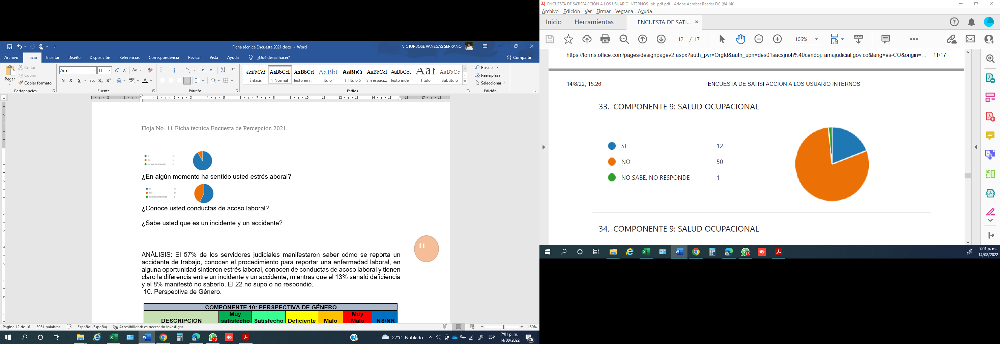 Ficha técnica Encuesta 2021.docx - Word
VICTOR JOSE VANEGAS SERRANO
Archivo Inicio Insertar Diseño Disposición Referencias Correspondencia Revisar Vista Ayuda ¿Qué desea hacer? Compartir
Pegar
Cortar
Copiar
Copiar formato
Portapapeles
Arial 11
N K S abc x₂ x²
Fuente
Párrafo
AaBbCcI AaBbCcI AaBbCcI AaBbC AaBbCc AaBbCcI AaBbCcI AaB AaBbCc
Énfasis ¶ Normal Texto en n... Título 1 ¶ Título 5 Sin espaci... Texto inde... Título Subtítulo
Estilos
Buscar
Reemplazar
Seleccionar
Edición
Hoja No. 11 Ficha técnica Encuesta de Percepción 2021.
SI
NO
NO SABE, NO RESPONDE
¿En algún momento ha sentido usted estrés aboral?
SI
NO 27
NO SABE, NO RESPONDE 0
¿Conoce usted conductas de acoso laboral?
¿Sabe usted que es un incidente y un accidente?
11
ANÁLISIS: El 57% de los servidores judiciales manifestaron saber cómo se reporta un
accidente de trabajo, conocen el procedimiento para reportar una enfermedad laboral, en
alguna oportunidad sintieron estrés laboral, conocen de conductas de acoso laboral y tienen
claro la diferencia entre un incidente y un accidente, mientras que el 13% señaló deficiencia
y el 8% manifestó no saberlo. El 22 no supo o no respondió.
10. Perspectiva de Género.
COMPONENTE 10: PERSPECTIVA DE GÉNERO
DESCRIPCIÓN Muy satisfecho Satisfecho Deficiente Malo Muy Malo NS/NR
Página 12 de 16 3951 palabras Español (España) Accesibilidad: es necesario investigar 130%
13
27°C Nublado ESP 7:01 p. m.
14/08/2022 26
ENCUESTA DE SATISFACCIÓN A LOS USUARIO INTERNOS- ok. pdf.pdf - Adobe Acrobat Reader DC (64-bit)
Archivo Edición Ver Firmar Ventana Ayuda
Inicio Herramientas ENCUESTA DE SATI... ×
12 / 17 106%
https://forms.office.com/pages/designpagev2.aspx?auth_pvr=OrgId&auth_upn=des01sacsjrioh%40cendoj.ramajudicial.gov.co&lang=es-CO&origin=... 11/17
14/8/22, 15:26 ENCUESTA DE SATISFACCIÓN A LOS USUARIO INTERNOS
33. COMPONENTE 9: SALUD OCUPACIONAL
SI 12
NO 50
NO SABE, NO RESPONDE 1
34. COMPONENTE 9: SALUD OCUPACIONAL
13
7:01 p. m.
14/08/2022